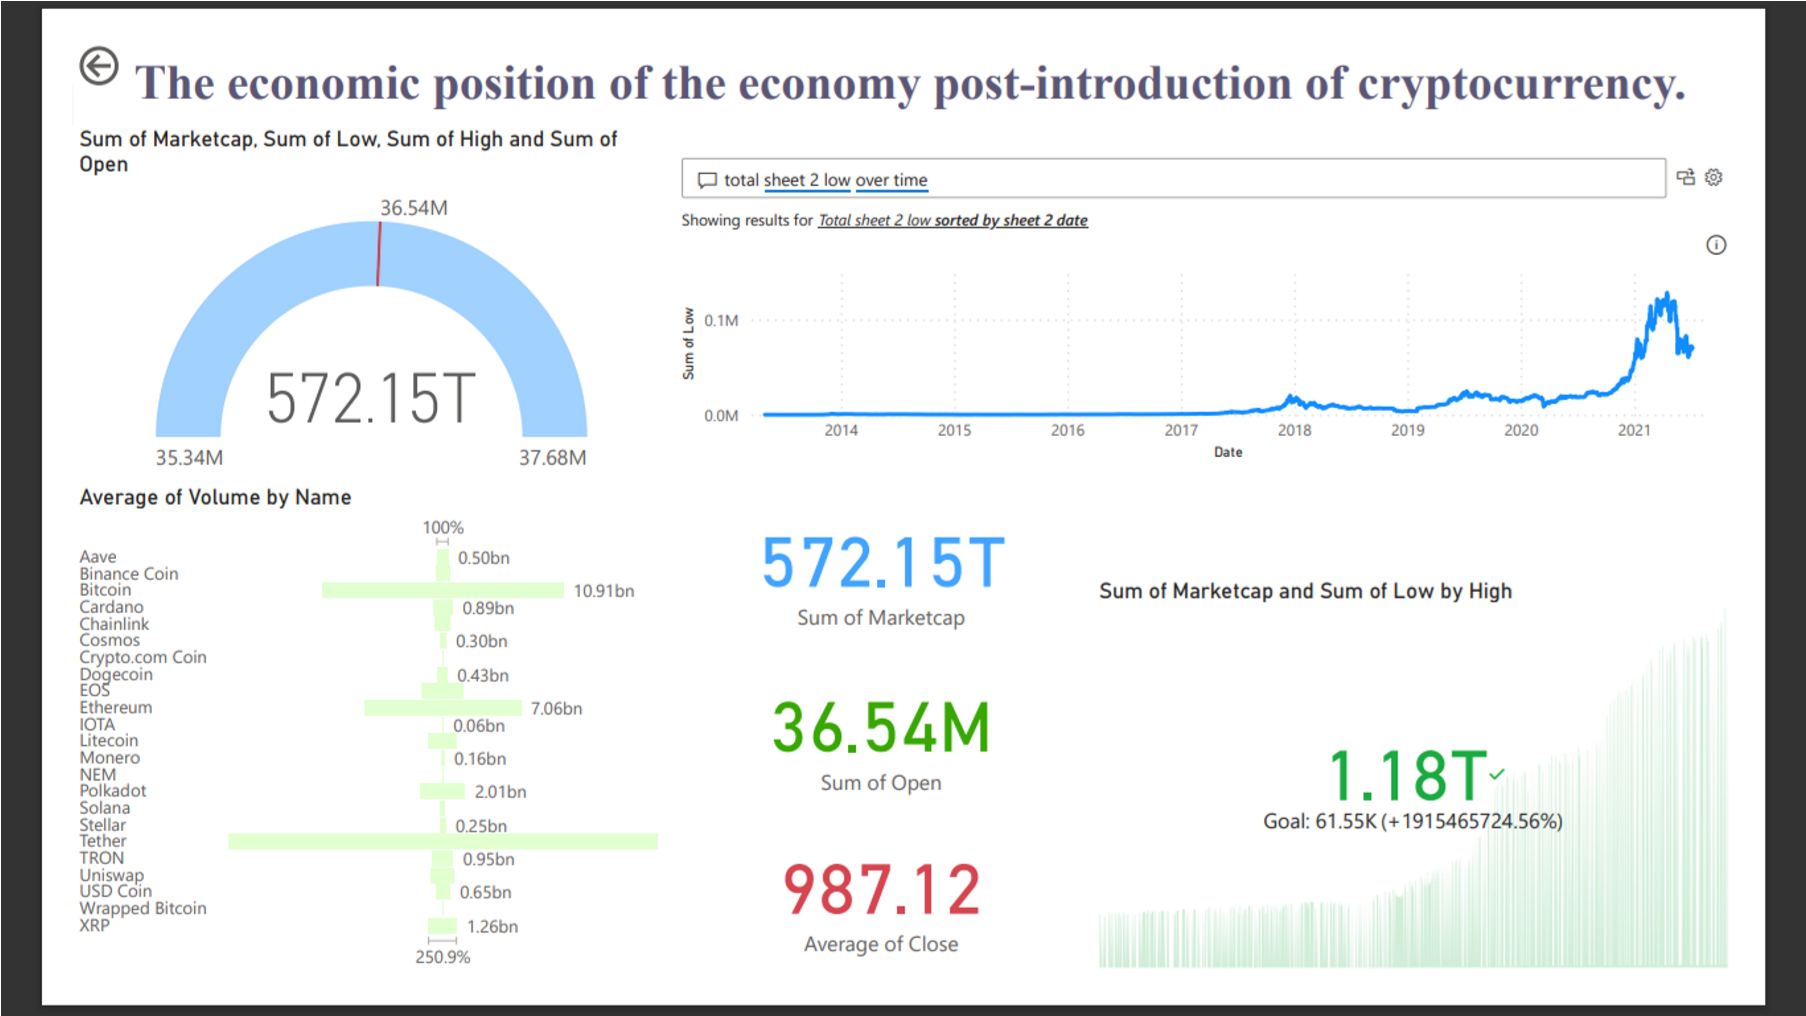 The economic position of the economy post-introduction of cryptocurrency.
Sum of Marketcap, Sum of Low, Sum of High and Sum of
Open
36.54M
572.15T
35.34M
37.68M
total sheet 2 low over time
Showing results for Total sheet 2 low sorted by sheet 2 date
Sum of Low
0.1M
0.0M
2014 2015 2016 2017 2018 2019 2020 2021
Date
Average of Volume by Name
100%
Aave 0.50bn
Binance Coin
Bitcoin 10.91bn
Cardano 0.89bn
Chainlink
Cosmos 0.30bn
Crypto.com Coin
Dogecoin 0.43bn
EOS
Ethereum 7.06bn
IOTA 0.06bn
Litecoin
Monero 0.16bn
NEM
Polkadot 2.01bn
Solana
Stellar 0.25bn
Tether
TRON 0.95bn
Uniswap
USD Coin 0.65bn
Wrapped Bitcoin
XRP 1.26bn
250.9%
572.15T
Sum of Marketcap
36.54M
Sum of Open
987.12
Average of Close
Sum of Marketcap and Sum of Low by High
1.18T
Goal: 61.55K (+1915465724.56%)